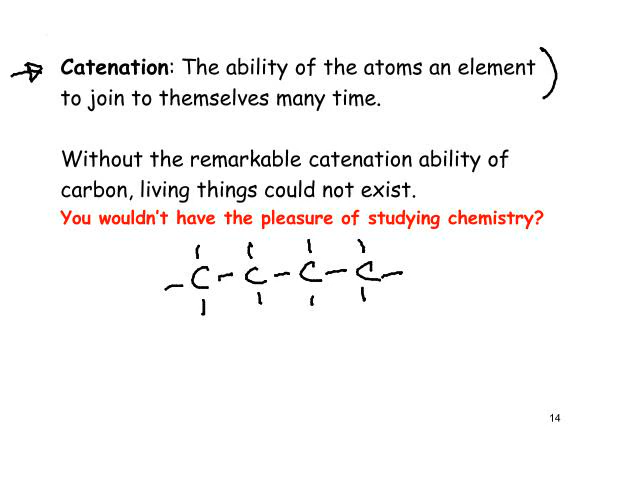 Catenation: The ability of the atoms an element
to join to themselves many time.
Without the remarkable catenation ability of
carbon, living things could not exist.
You wouldn't have the pleasure of studying chemistry?
- C - C - C - C -
14